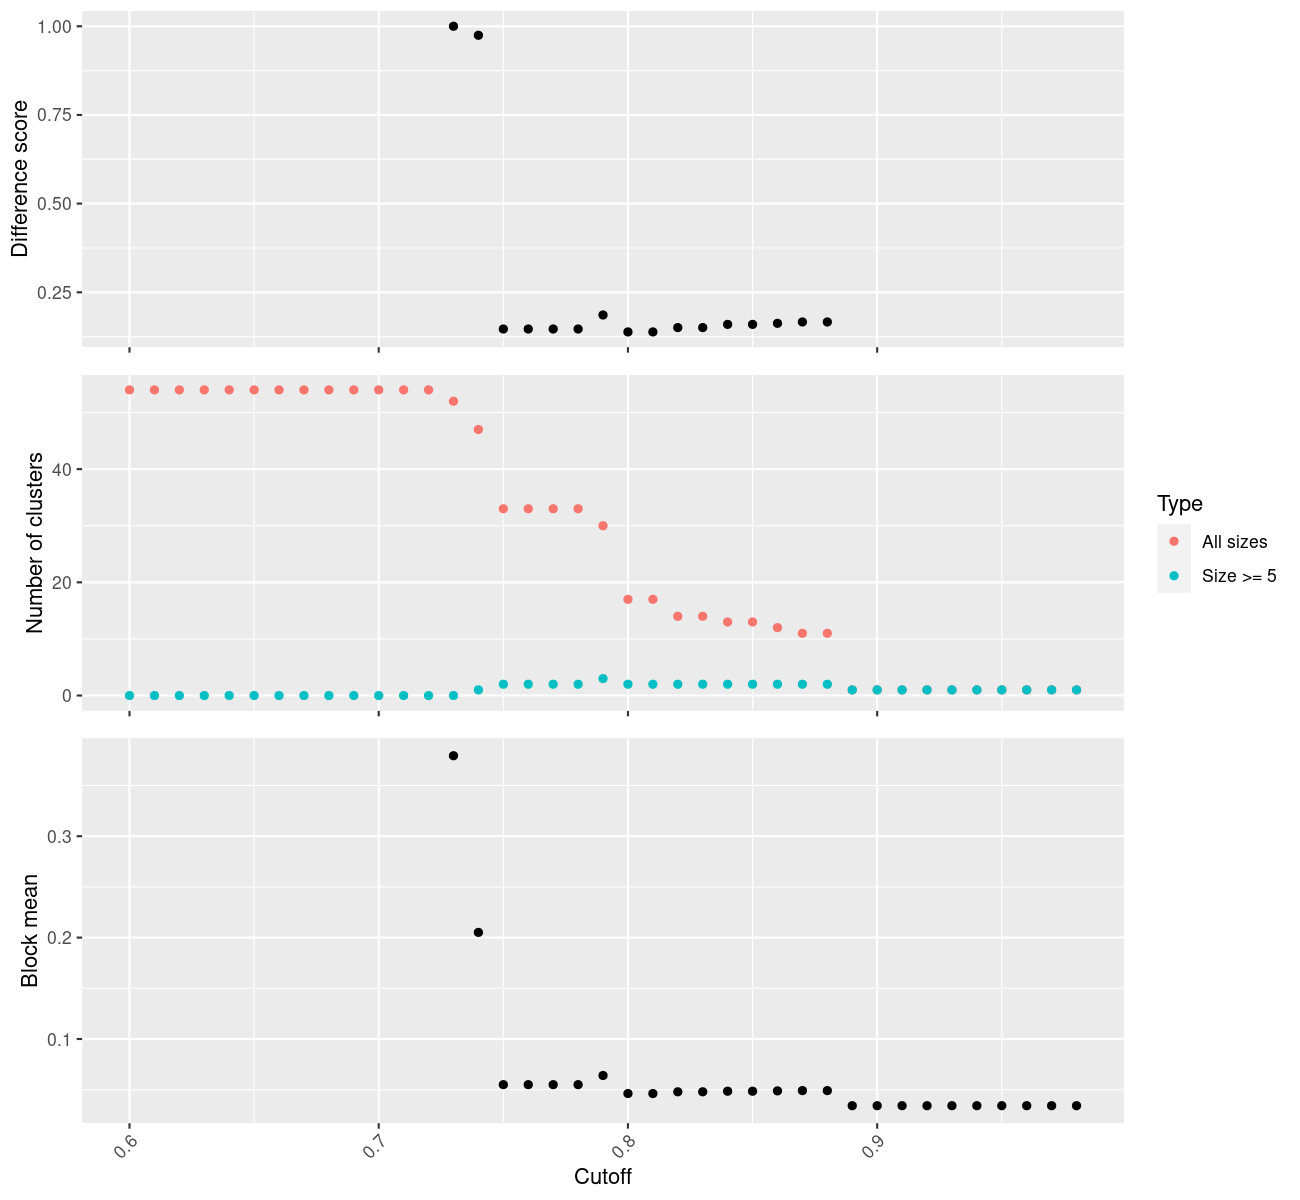 Difference score
1.00
0.75
0.50
0.25
Number of clusters
40
20
0
Type
All sizes
Size >= 5
Block mean
0.3
0.2
0.1
0.6
0.7
0.8
0.9
Cutoff